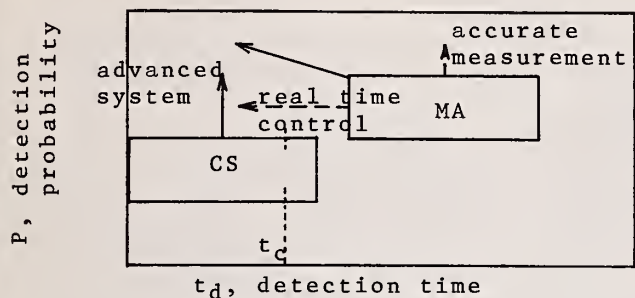 P, detection
probability
accurate
measurement
advanced
system
real time
control
MA
CS
t_c
t_d, detection time